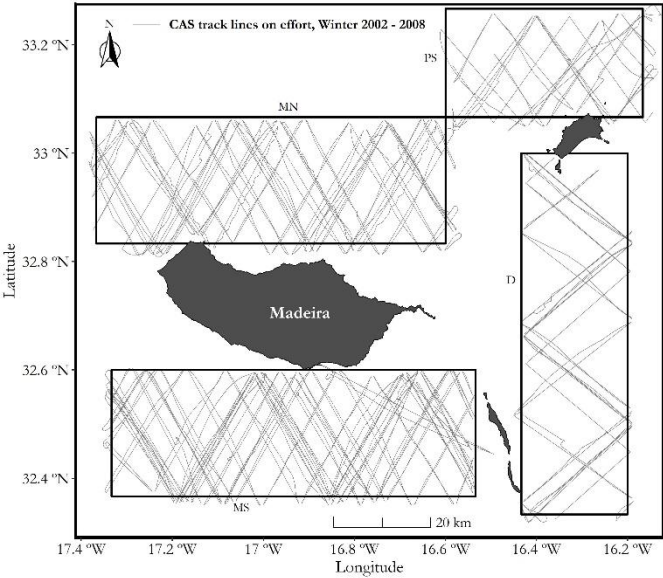 N
CAS track lines on effort, Winter 2002 - 2008
33.2 ºN
PS
MN
33 ºN
32.8 ºN
Latitude
D
Madeira
32.6 ºN
32.4 ºN
MS
20 km
17.4 ºW 17.2 ºW 17 ºW 16.8 ºW 16.6 ºW 16.4 ºW 16.2 ºW
Longitude